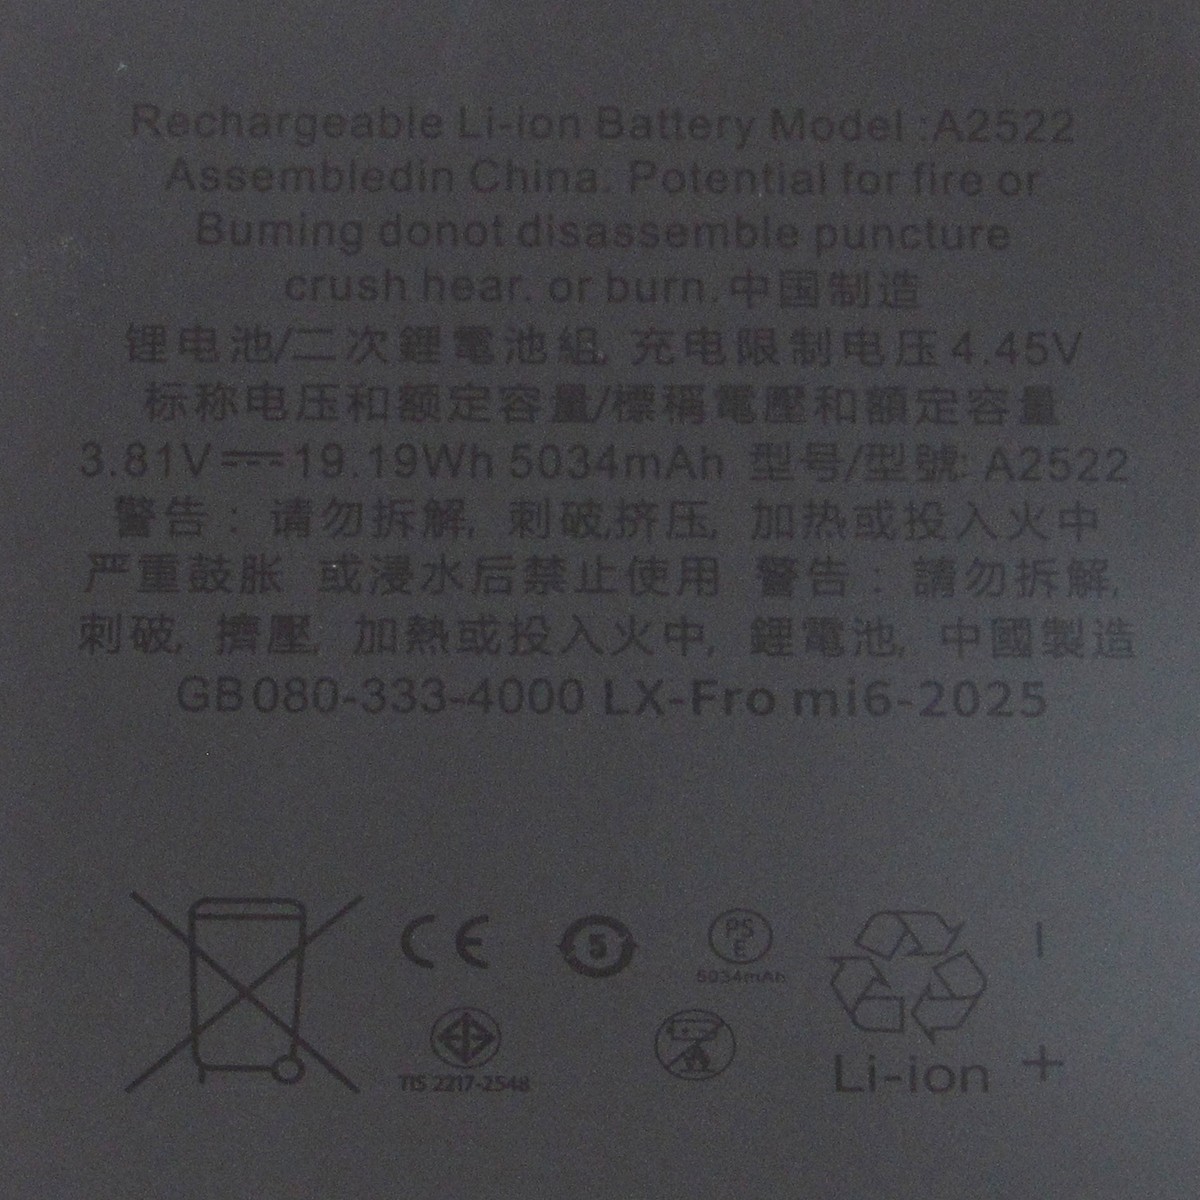 Rechargeable Li-ion Battery Model :A2522
Assembledin China. Potential for fire or
Buming donot disassemble puncture
crush hear. or burn.中国制造
锂电池/二次鋰電池組, 充电限制电压4.45V
标称电压和额定容量/標稱電壓和額定容量
3.81V 19.19Wh 5034mAh 型号/型號: A2522
警告：请勿拆解, 刺破,挤压, 加热或投入火中
严重鼓胀 或浸水后禁止使用 警告：請勿拆解,
刺破, 擠壓, 加熱或投入火中, 鋰電池, 中國製造
GB080-333-4000 LX-Fro mi6-2025
CE 5 PS E
5034mAh
TIS 2217-2548
Li-ion +